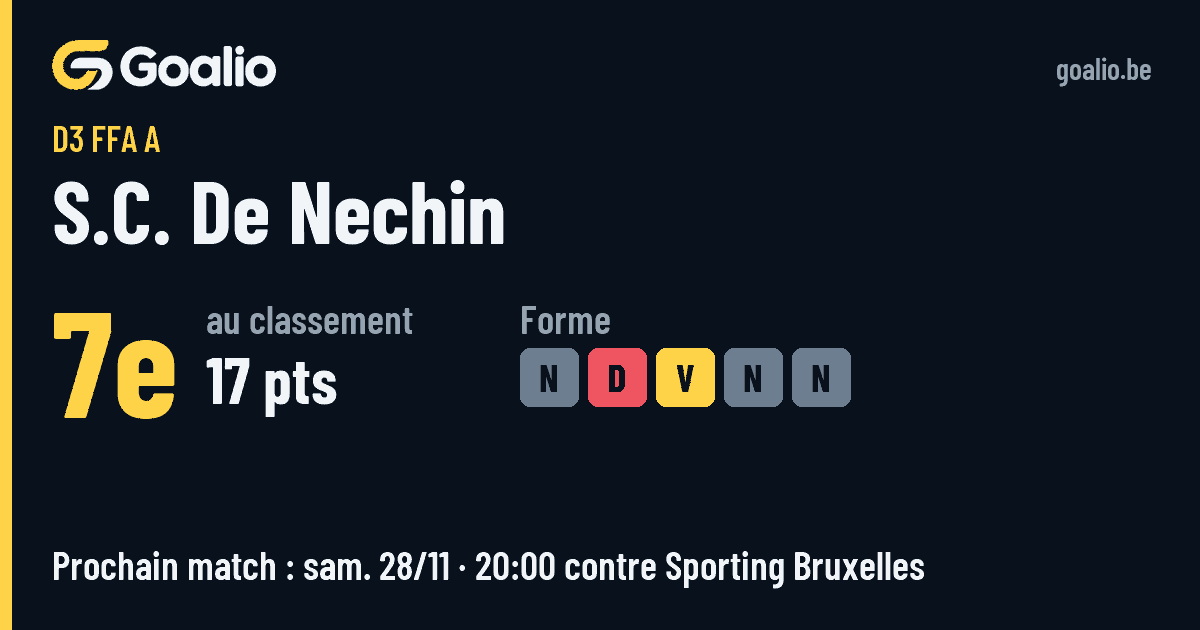 Goalio
goalio.be
D3 FFA A
S.C. De Nechin
7e
au classement
17 pts
Forme
N D V N N
Prochain match : sam. 28/11 · 20:00 contre Sporting Bruxelles